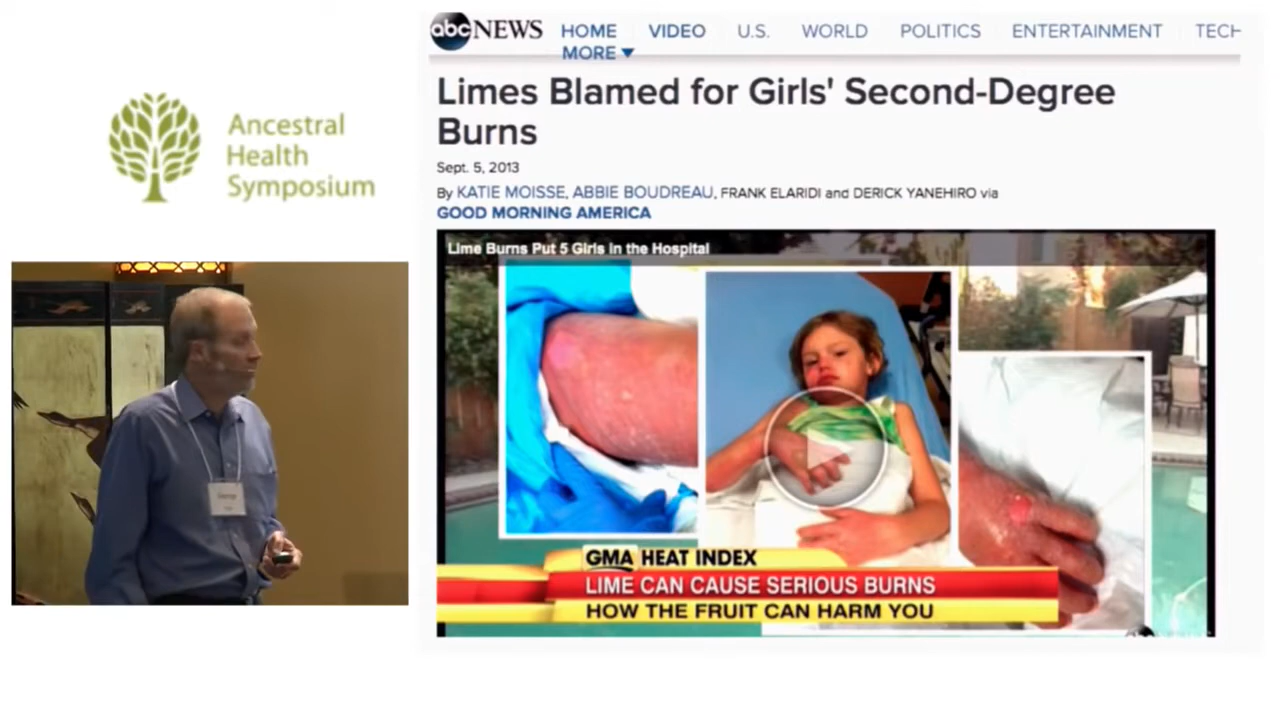 abc NEWS HOME VIDEO U.S. WORLD POLITICS ENTERTAINMENT TECH
MORE
Limes Blamed for Girls' Second-Degree
Burns
Sept. 5, 2013
By KATIE MOISSE, ABBIE BOUDREAU, FRANK ELARIDI and DERICK YANEHIRO via
GOOD MORNING AMERICA
Lime Burns Put 5 Girls in the Hospital
GMA HEAT INDEX
LIME CAN CAUSE SERIOUS BURNS
HOW THE FRUIT CAN HARM YOU
Ancestral
Health
Symposium